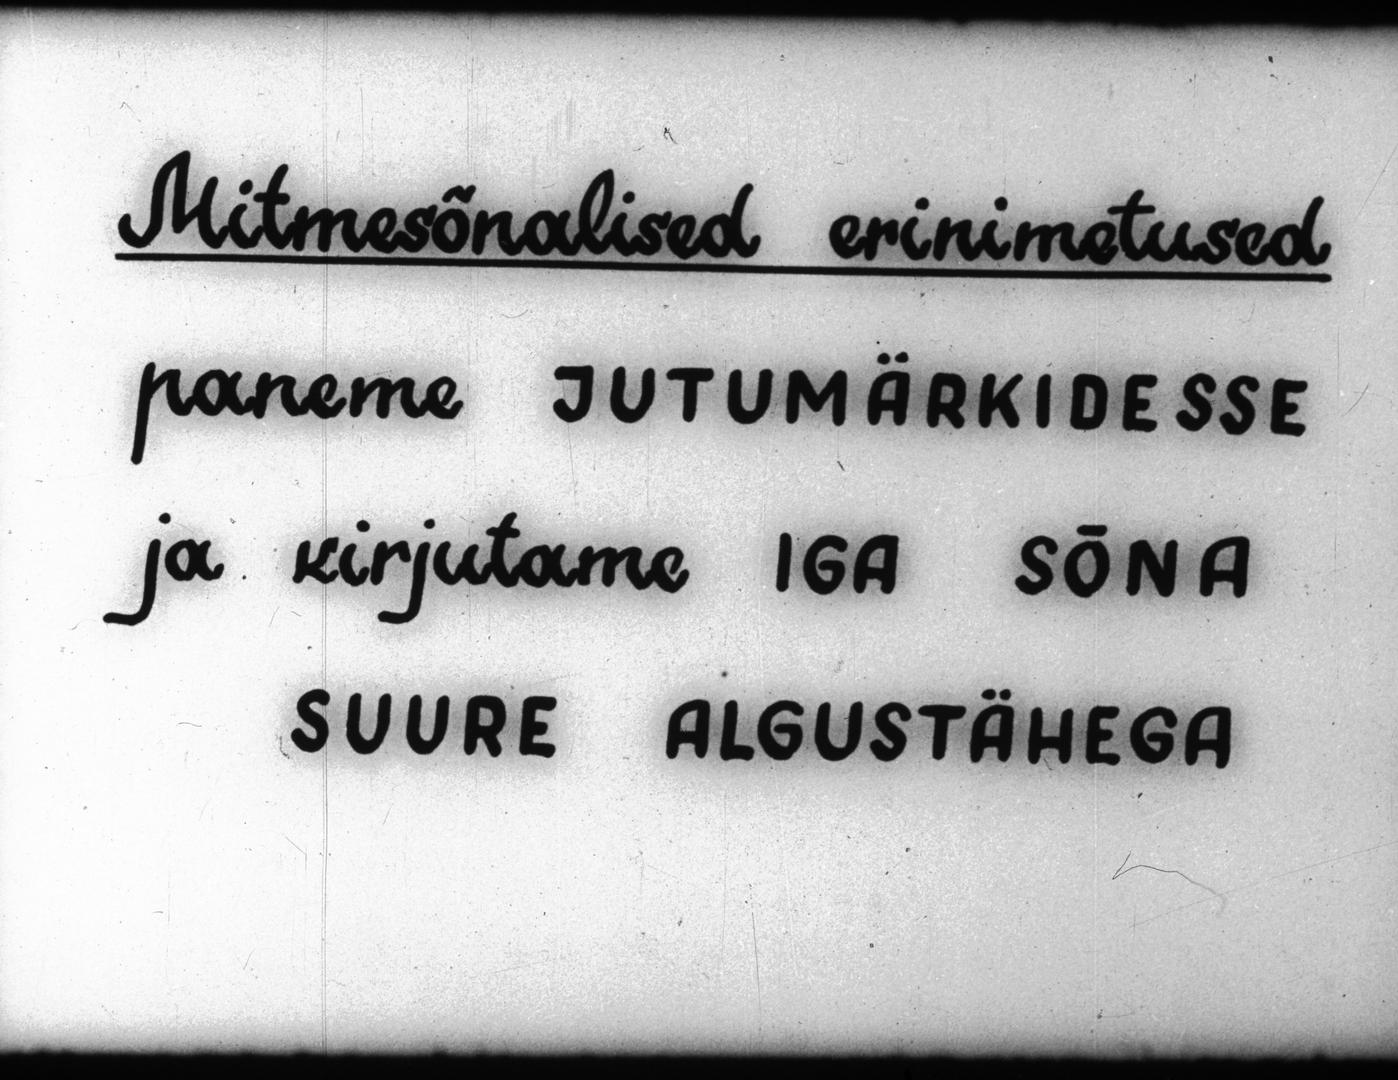 Mitmesõnalised erinimetused
paneme JUTUMÄRKIDESSE
ja kirjutame IGA SÕNA
SUURE ALGUSTÄHEGA